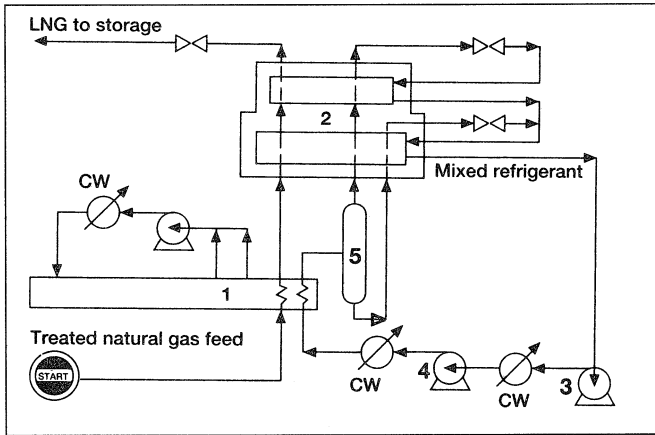 LNG to storage
2
Mixed refrigerant
CW
1
5
Treated natural gas feed
START
CW
4
CW
3